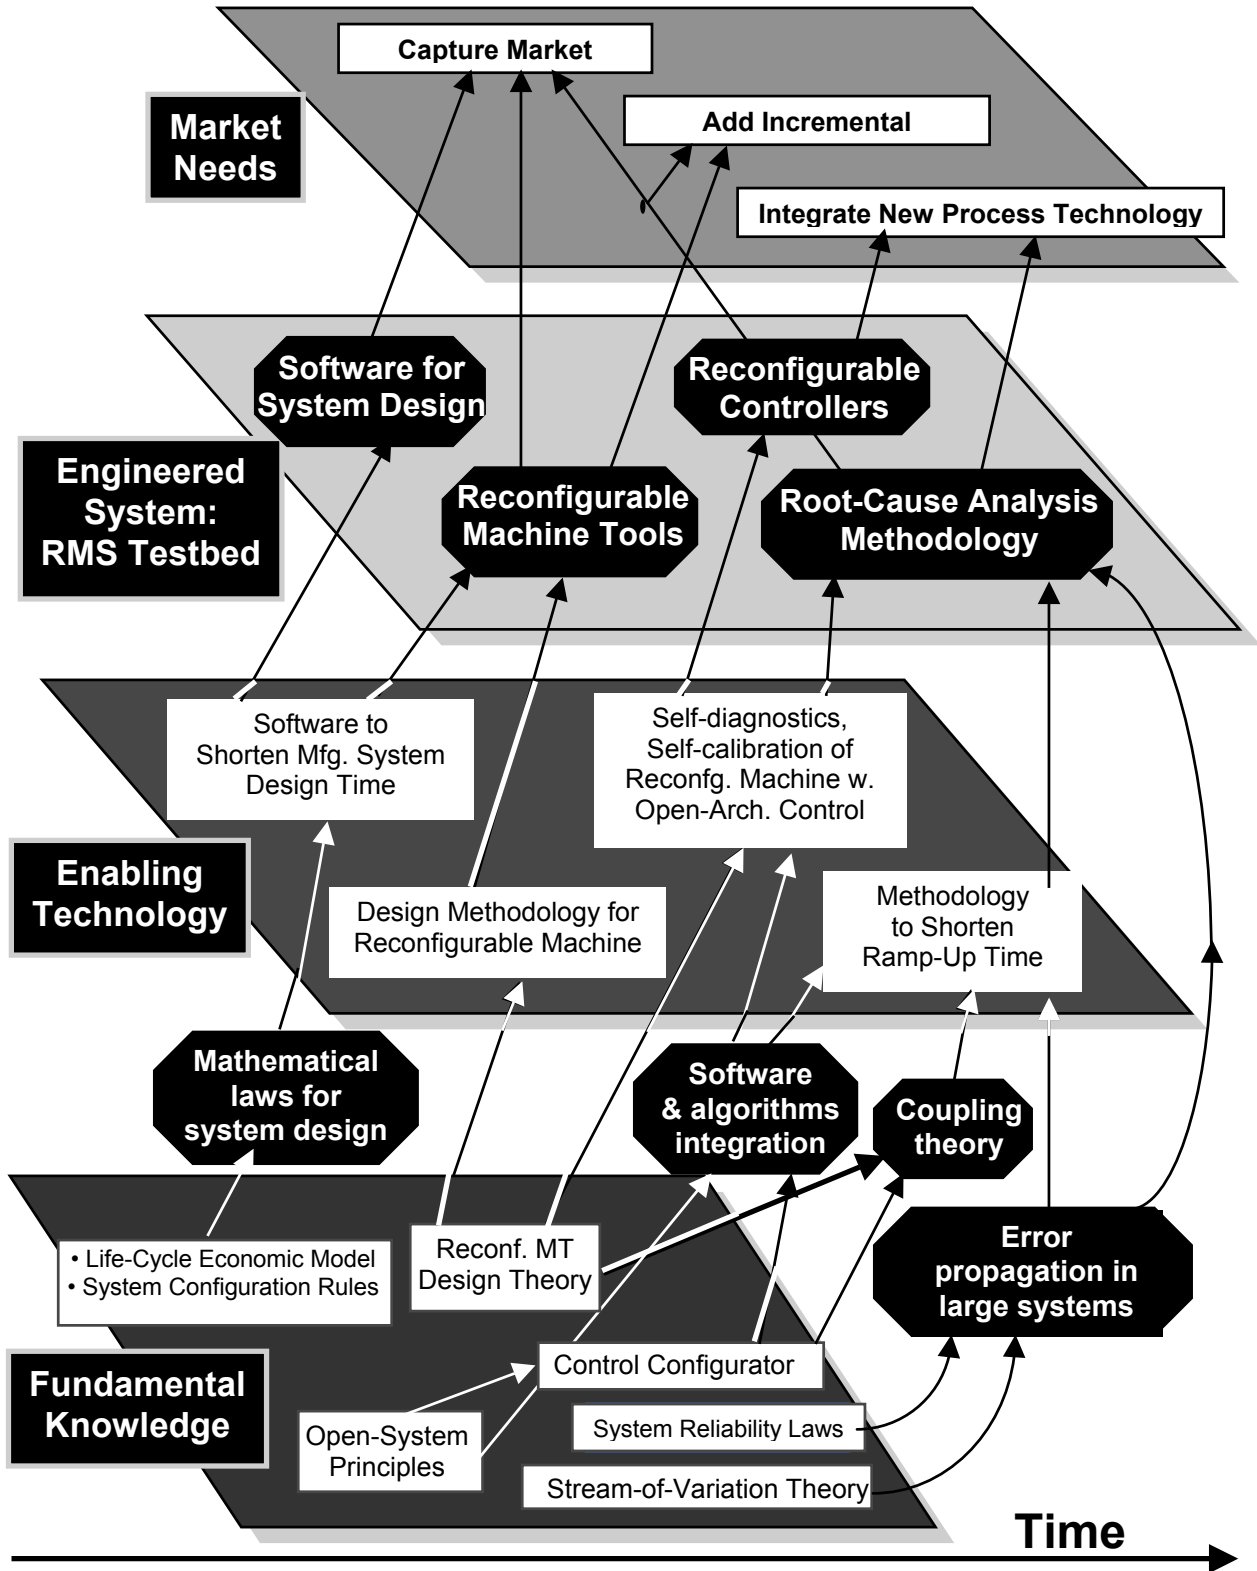 Capture Market
Add Incremental
Market
Needs
Integrate New Process Technology
Software for
System Design
Reconfigurable
Controllers
Engineered
System:
RMS Testbed
Reconfigurable
Machine Tools
Root-Cause Analysis
Methodology
Software to
Shorten Mfg. System
Design Time
Self-diagnostics,
Self-calibration of
Reconfg. Machine w.
Open-Arch. Control
Enabling
Technology
Design Methodology for
Reconfigurable Machine
Methodology
to Shorten
Ramp-Up Time
Mathematical
laws for
system design
Software
& algorithms
integration
Coupling
theory
• Life-Cycle Economic Model
• System Configuration Rules
Reconf. MT
Design Theory
Error
propagation in
large systems
Fundamental
Knowledge
Control Configurator
Open-System
Principles
System Reliability Laws
Stream-of-Variation Theory
Time